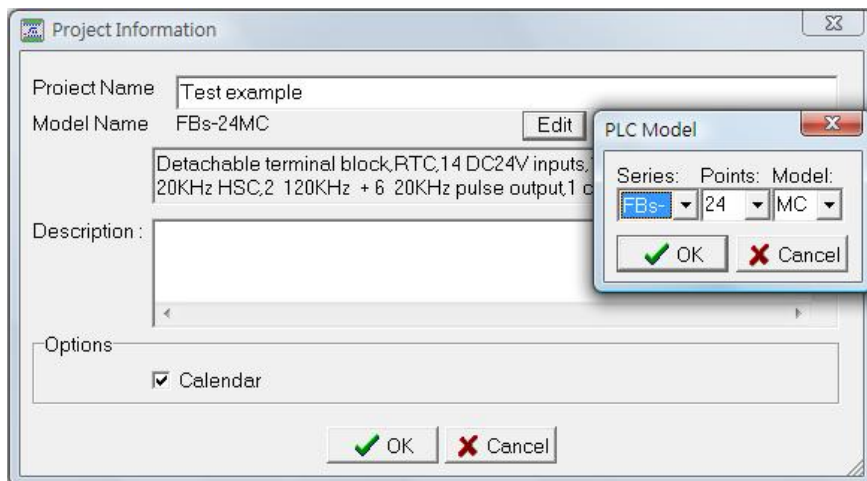 Project Information
Project Name Test example
Model Name FBs-24MC Edit
Detachable terminal block,RTC,14 DC24V inputs,
20KHz HSC,2 120KHz + 6 20KHz pulse output,1
Description :
Options
Calendar
OK Cancel
PLC Model
Series: Points: Model:
FBs- 24 MC
OK Cancel